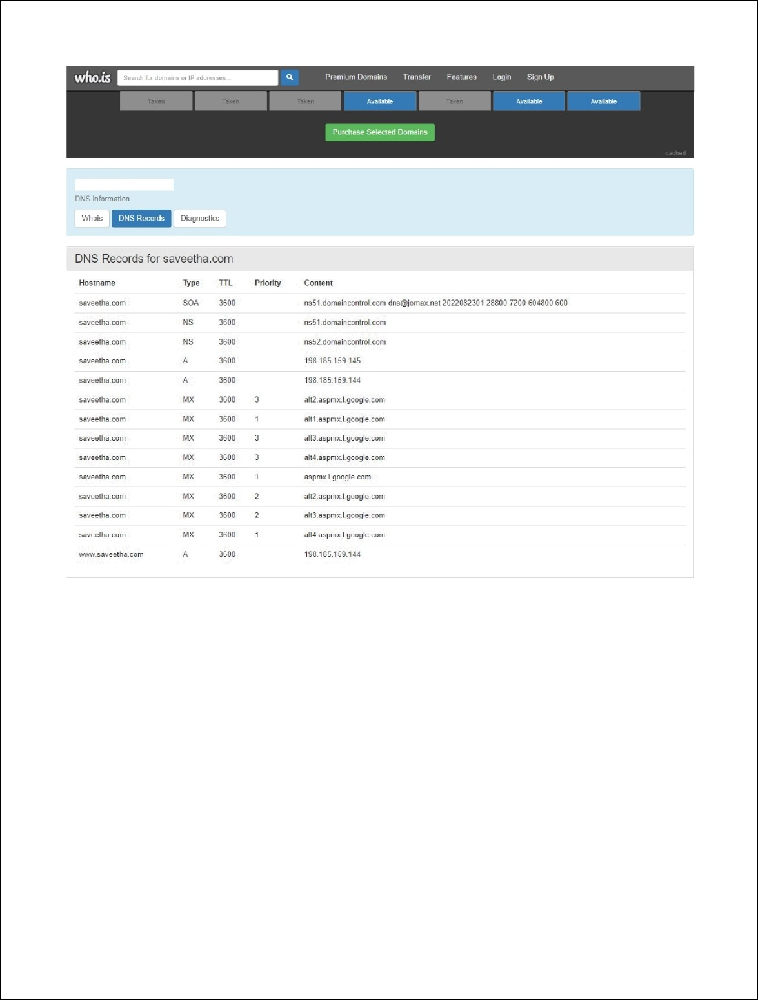 who.is Search for domains or IP addresses... Premium Domains Transfer Features Login Sign Up
Taken Taken Taken Available Taken Available Available
Purchase Selected Domains
cached
DNS information
Whois DNS Records Diagnostics
DNS Records for saveetha.com
Hostname Type TTL Priority Content
saveetha.com SOA 3600 ns51.domaincontrol.com dns@jomax.net 2022082301 28800 7200 604800 600
saveetha.com NS 3600 ns51.domaincontrol.com
saveetha.com NS 3600 ns52.domaincontrol.com
saveetha.com A 3600 198.185.159.145
saveetha.com A 3600 198.185.159.144
saveetha.com MX 3600 3 alt2.aspmx.l.google.com
saveetha.com MX 3600 1 alt1.aspmx.l.google.com
saveetha.com MX 3600 3 alt3.aspmx.l.google.com
saveetha.com MX 3600 3 alt4.aspmx.l.google.com
saveetha.com MX 3600 1 aspmx.l.google.com
saveetha.com MX 3600 2 alt2.aspmx.l.google.com
saveetha.com MX 3600 2 alt3.aspmx.l.google.com
saveetha.com MX 3600 1 alt4.aspmx.l.google.com
www.saveetha.com A 3600 198.185.159.144